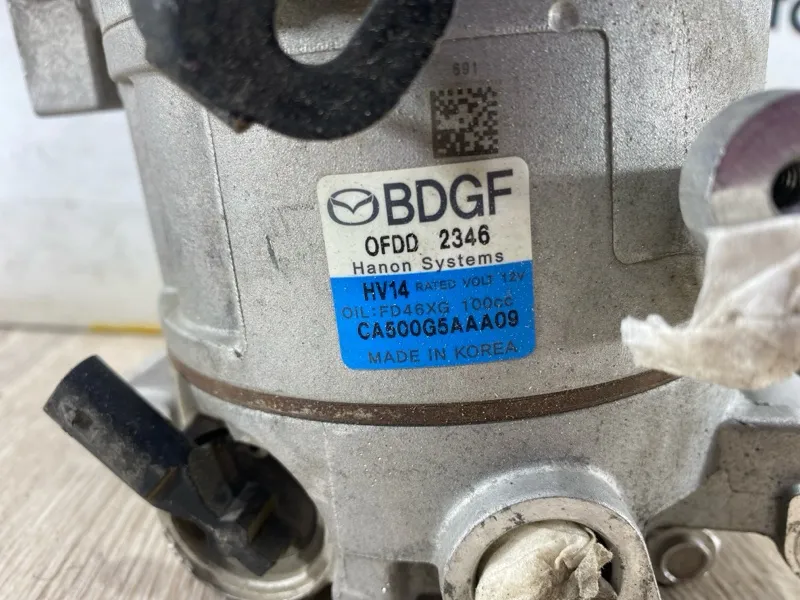 691
BDGF
OFDD 2346
Hanon Systems
HV14 RATED VOLT 12V
OIL:FD46XG 100cc
CA500G5AAA09
MADE IN KOREA